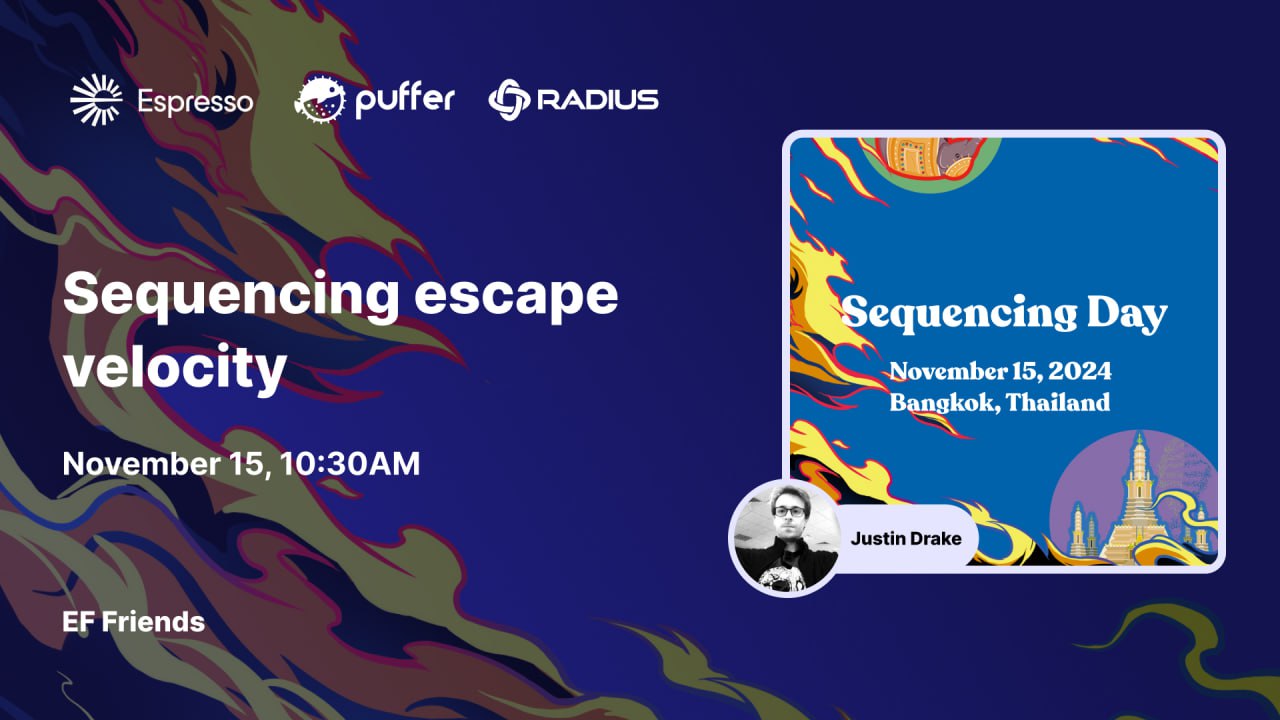 Espresso puffer RADIUS
Sequencing escape
velocity
November 15, 10:30AM
EF Friends
Sequencing Day
November 15, 2024
Bangkok, Thailand
Justin Drake